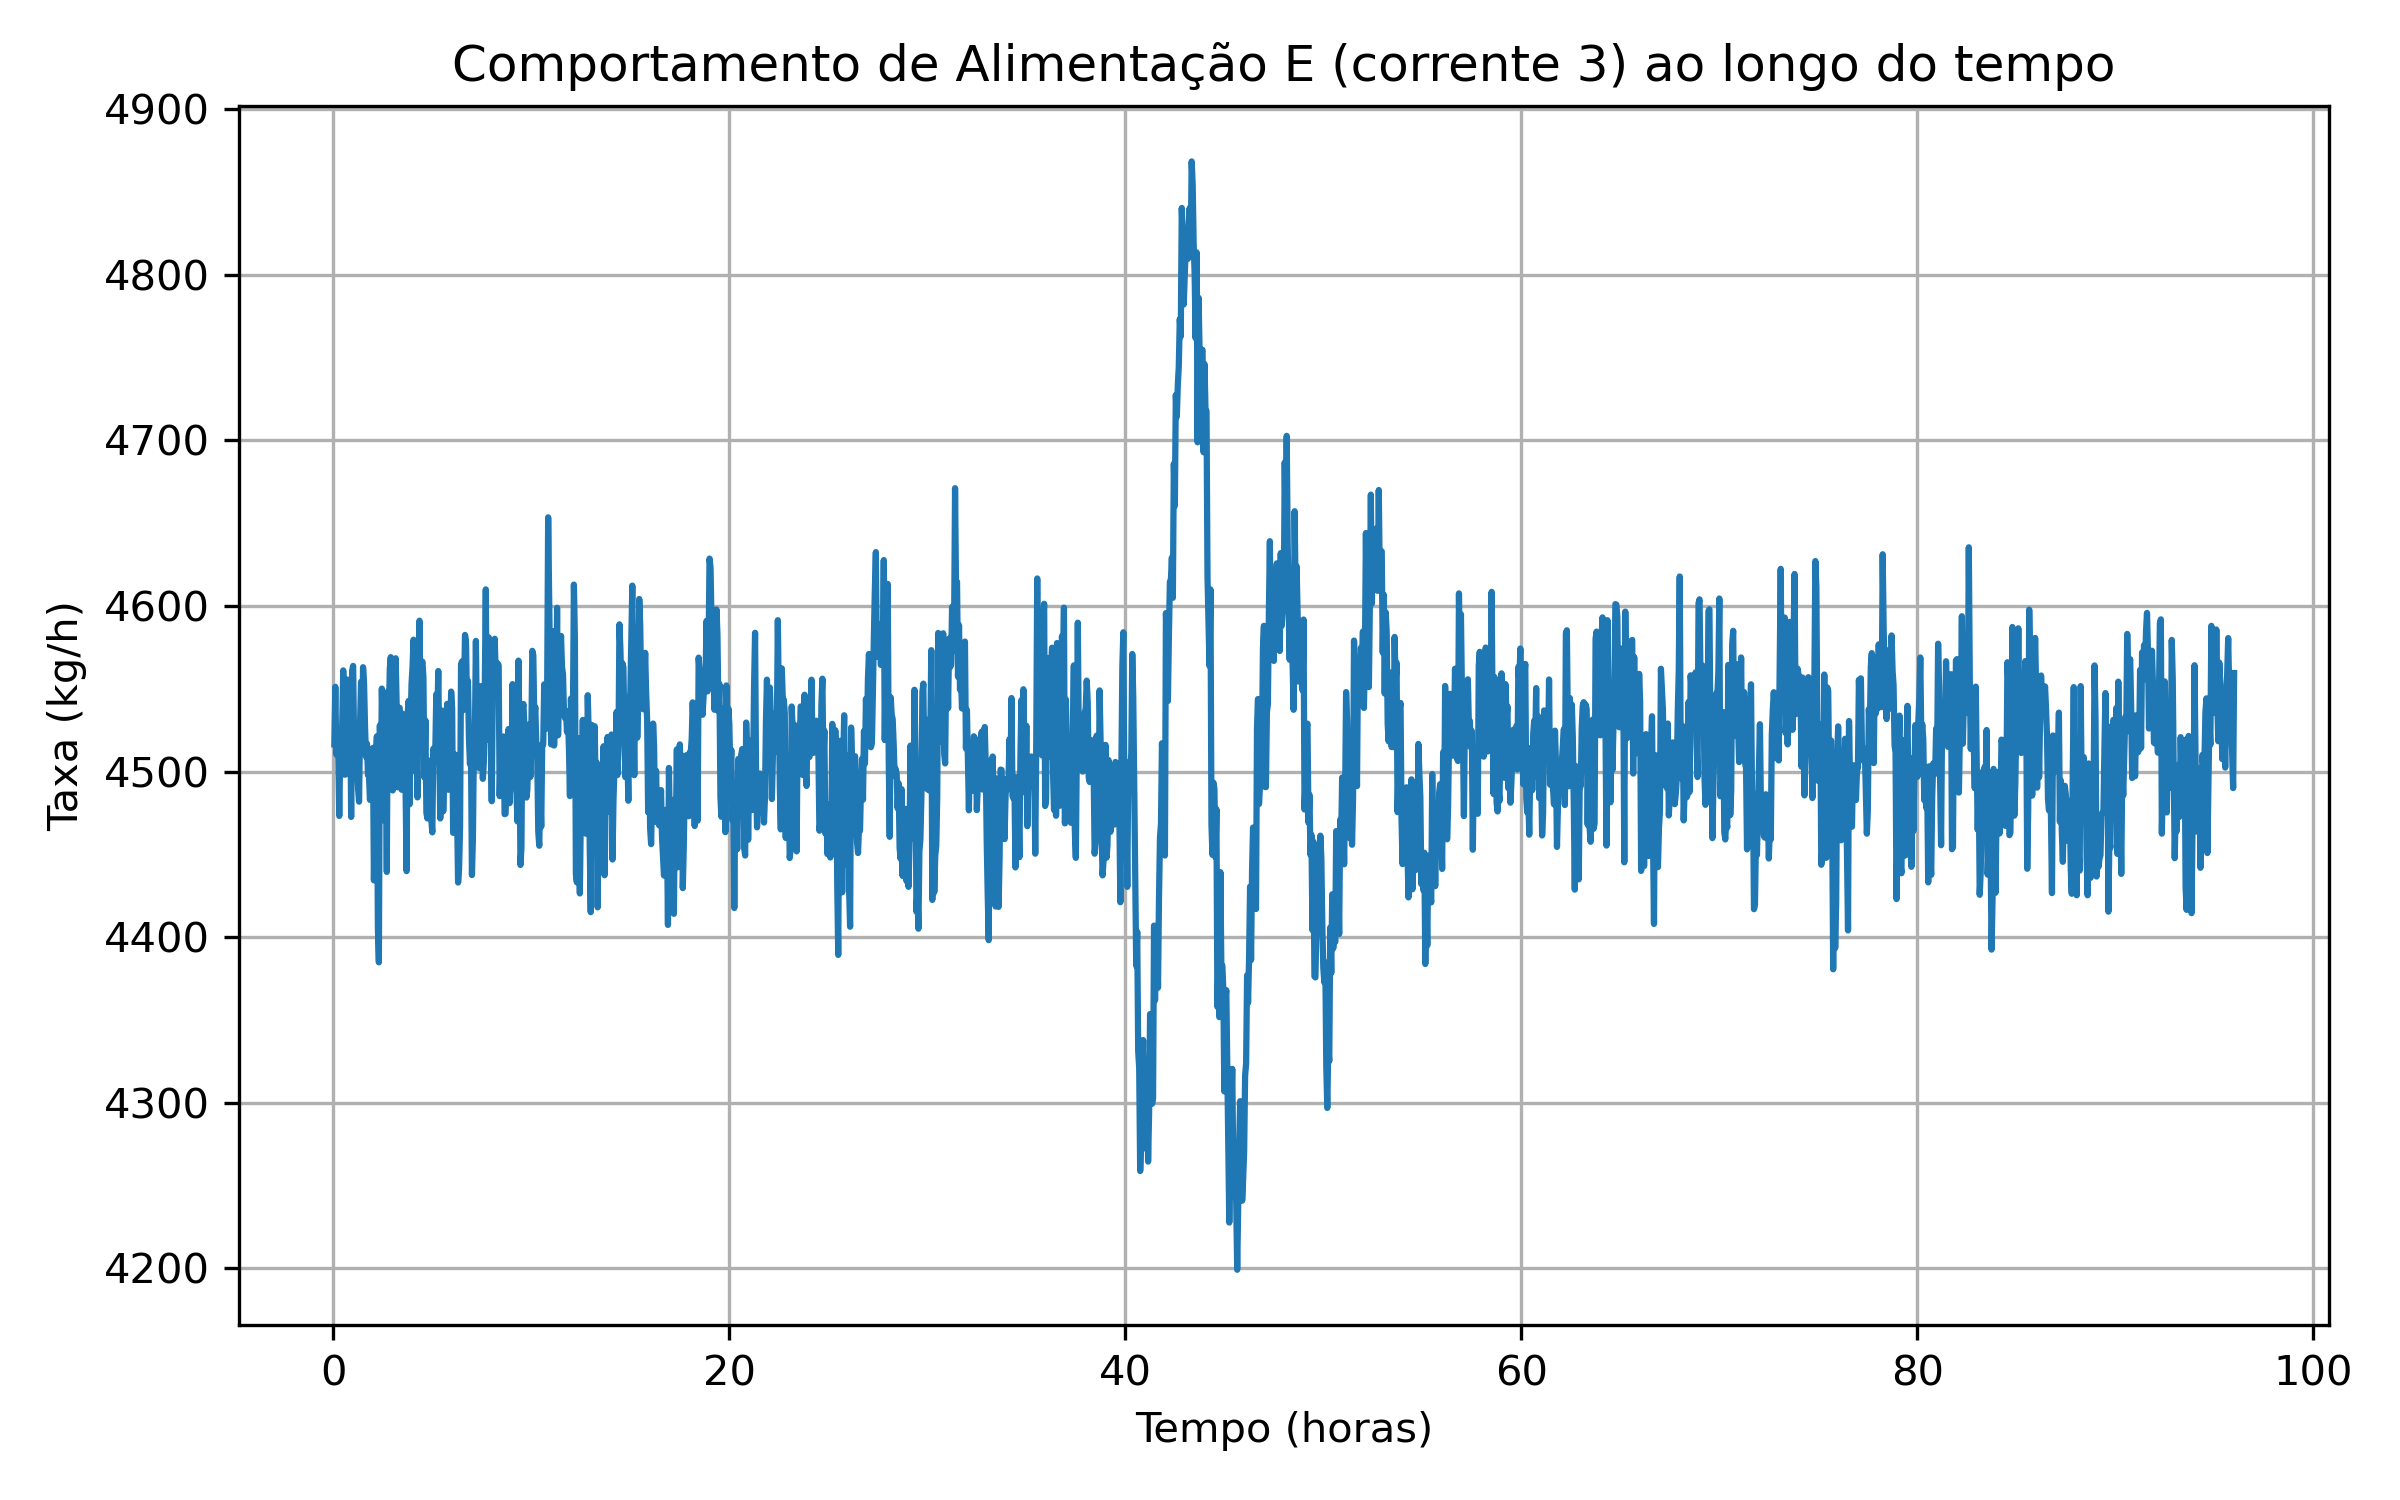 Comportamento de Alimentação E (corrente 3) ao longo do tempo
4900
4800
4700
4600
4500
4400
4300
4200
Taxa (kg/h)
0 20 40 60 80 100
Tempo (horas)